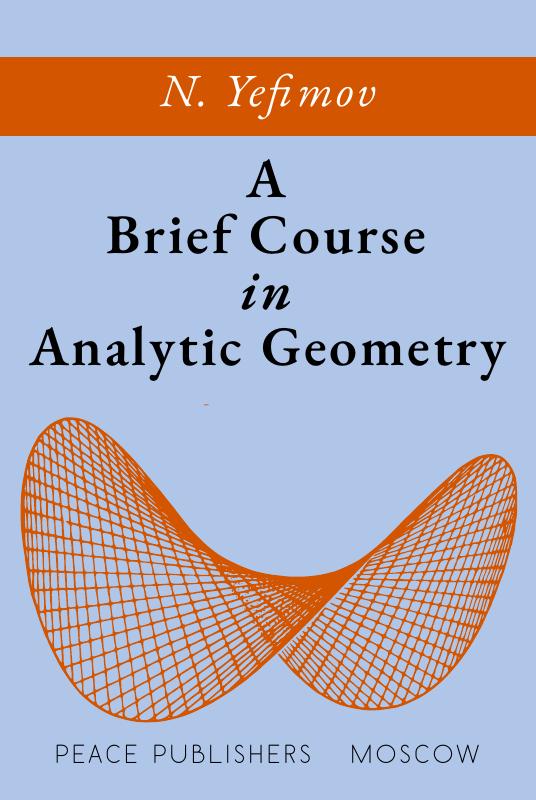 N. Yefimov
A
Brief Course
in
Analytic Geometry
PEACE PUBLISHERS MOSCOW